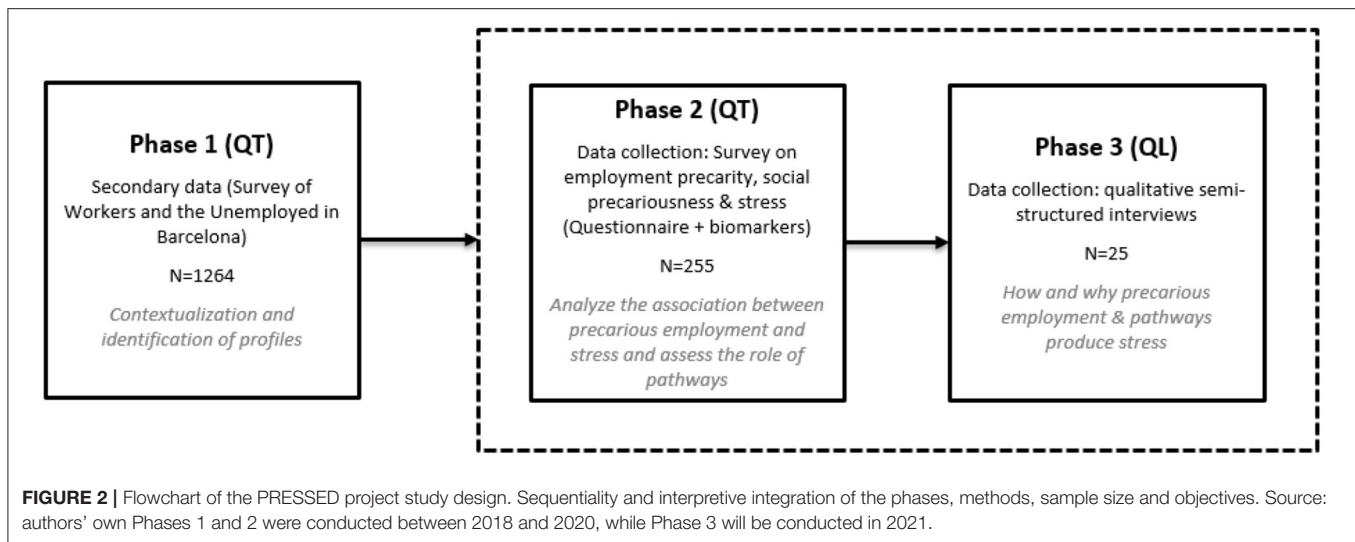 Phase 1 (QT)
Secondary data (Survey of
Workers and the Unemployed in
Barcelona)
N=1264
Contextualization and
identification of profiles
Phase 2 (QT)
Data collection: Survey on
employment precarity, social
precariousness & stress
(Questionnaire + biomarkers)
N=255
Analyze the association between
precarious employment and
stress and assess the role of
pathways
Phase 3 (QL)
Data collection: qualitative semi-
structured interviews
N=25
How and why precarious
employment & pathways
produce stress
FIGURE 2 | Flowchart of the PRESSED project study design. Sequentiality and interpretive integration of the phases, methods, sample size and objectives. Source:
authors' own Phases 1 and 2 were conducted between 2018 and 2020, while Phase 3 will be conducted in 2021.